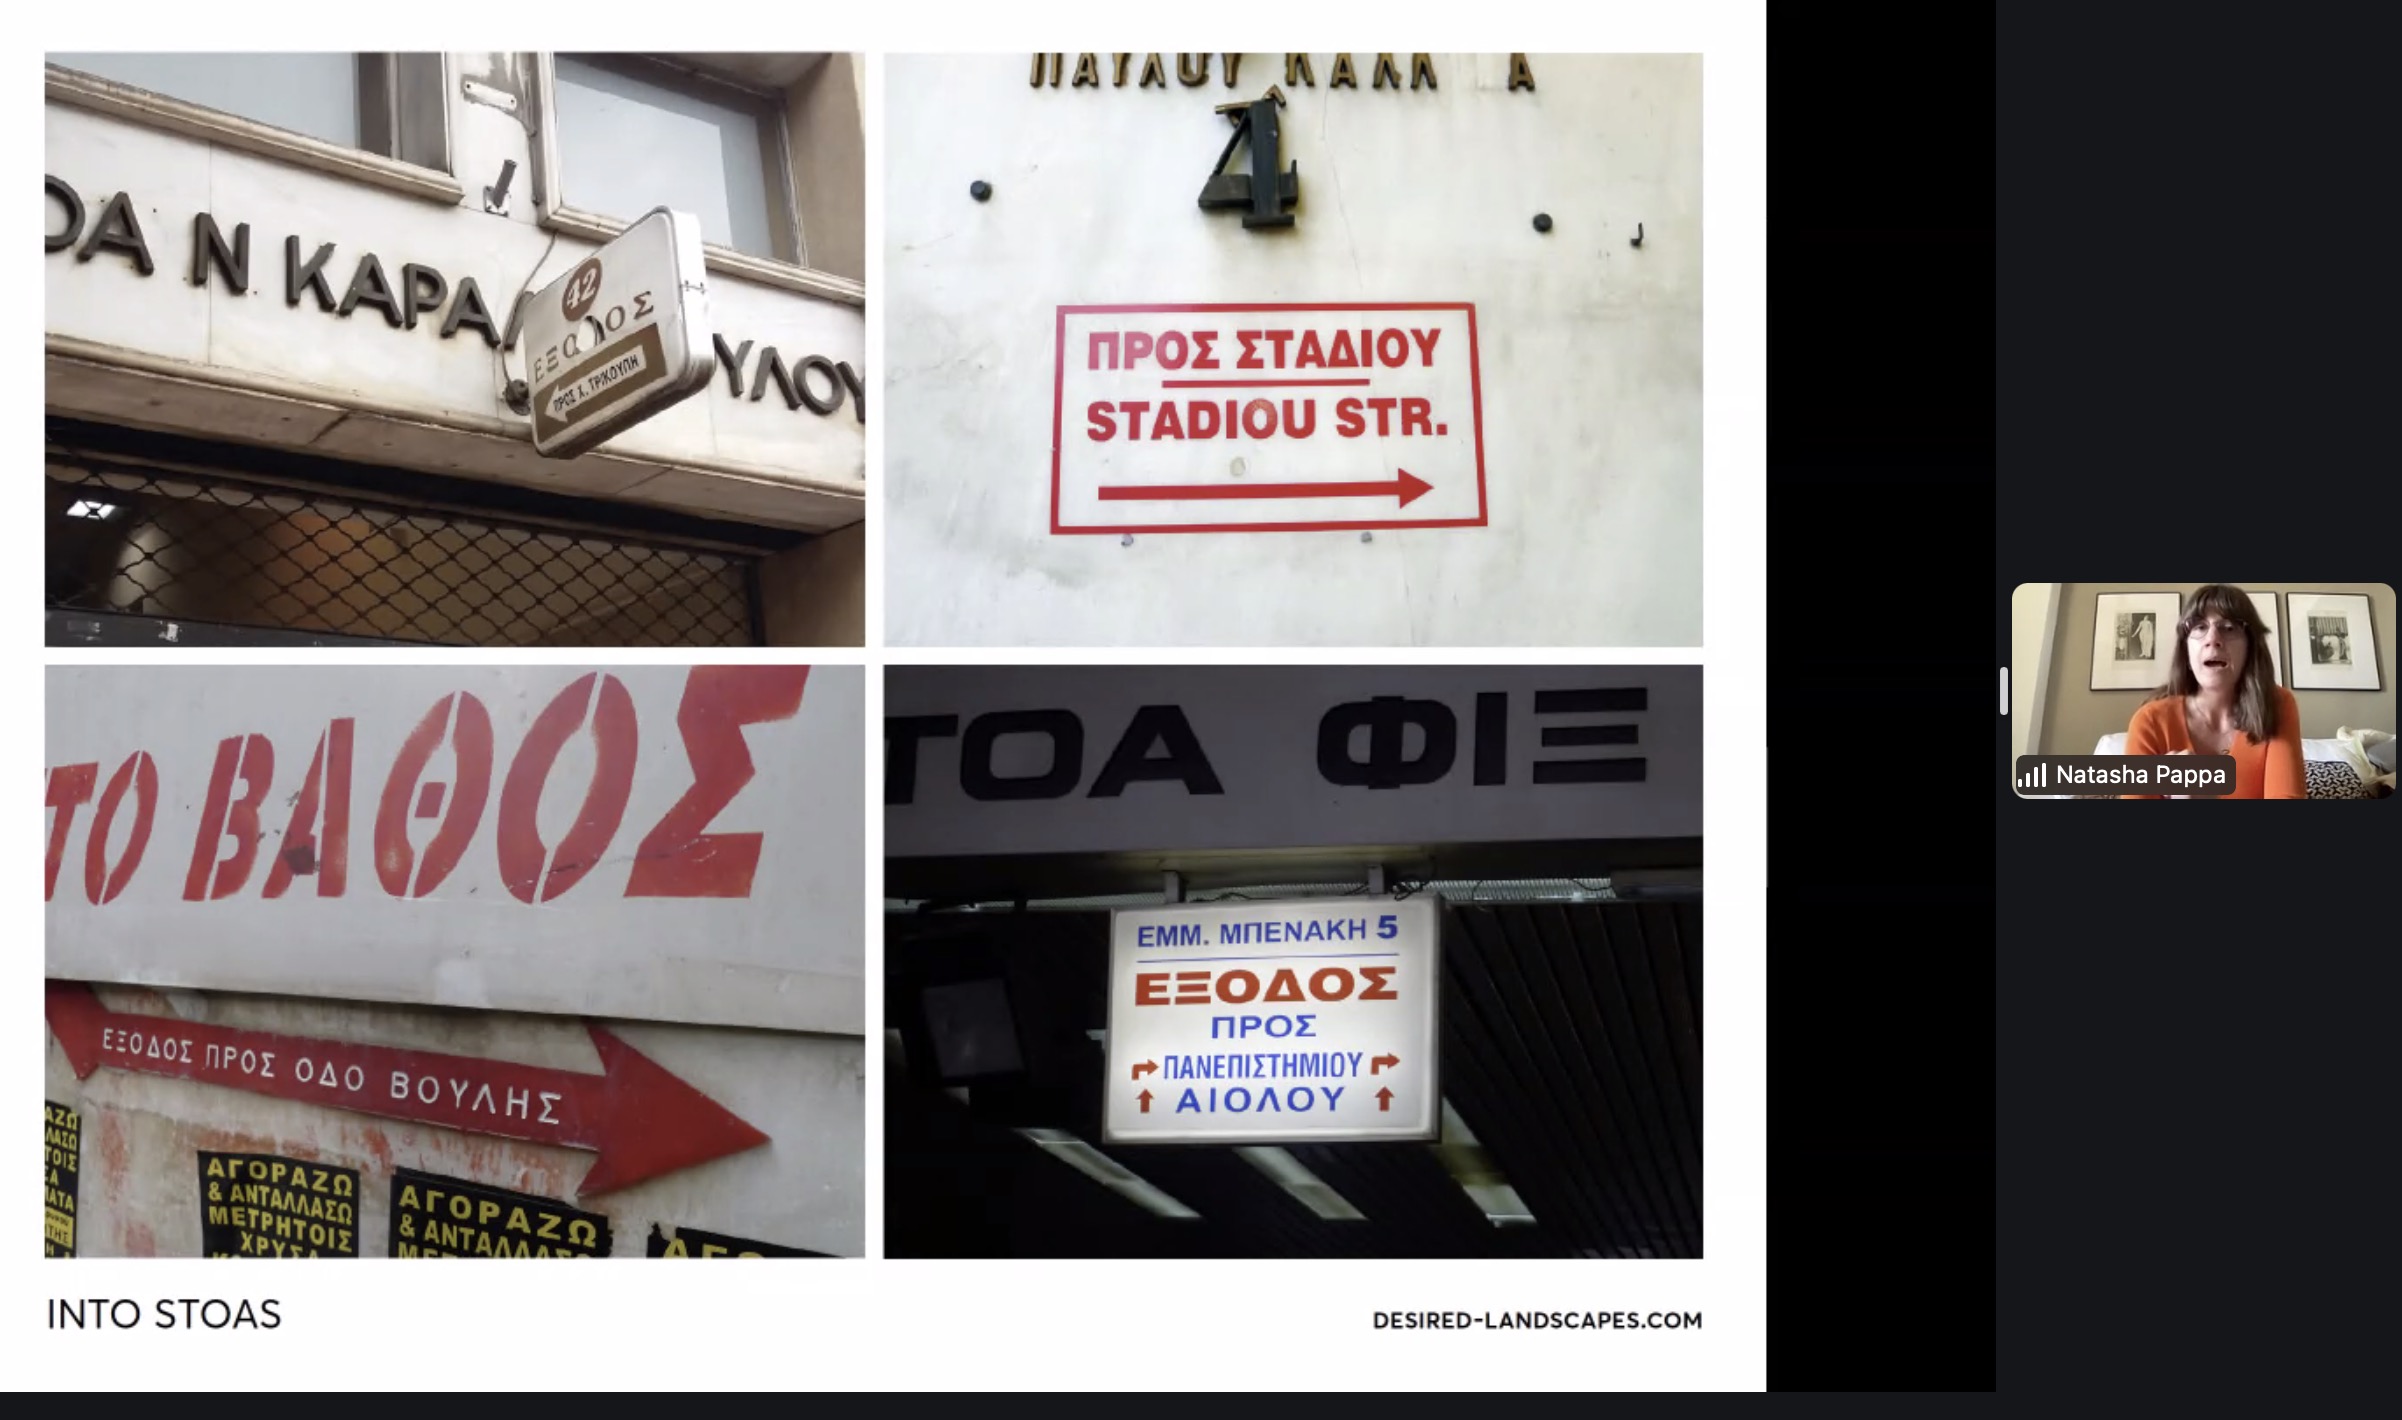 ΟΑ Ν ΚΑΡΑ
ΥΛΟΥ
42
ΕΞΟΔΟΣ
ΠΡΟΣ Χ. ΤΡΙΚΟΥΠΗ
ΠΑΥΛΟΥ ΚΑΛΛ Α
4
ΠΡΟΣ ΣΤΑΔΙΟΥ
STADIOU STR.
ΤΟ ΒΑΘΟΣ
ΕΞΟΔΟΣ ΠΡΟΣ ΟΔΟ ΒΟΥΛΗΣ
ΑΓΟΡΑΖΩ
& ΑΝΤΑΛΛΑΣΩ
ΜΕΤΡΗΤΟΙΣ
ΧΡΥΣΑ
ΑΓΟΡΑΖΩ
& ΑΝΤΑΛΛΑΣΩ
ΤΟΑ ΦΙΞ
ΕΜΜ. ΜΠΕΝΑΚΗ 5
ΕΞΟΔΟΣ
ΠΡΟΣ
ΠΑΝΕΠΙΣΤΗΜΙΟΥ
ΑΙΟΛΟΥ
INTO STOAS
DESIRED-LANDSCAPES.COM
Natasha Pappa